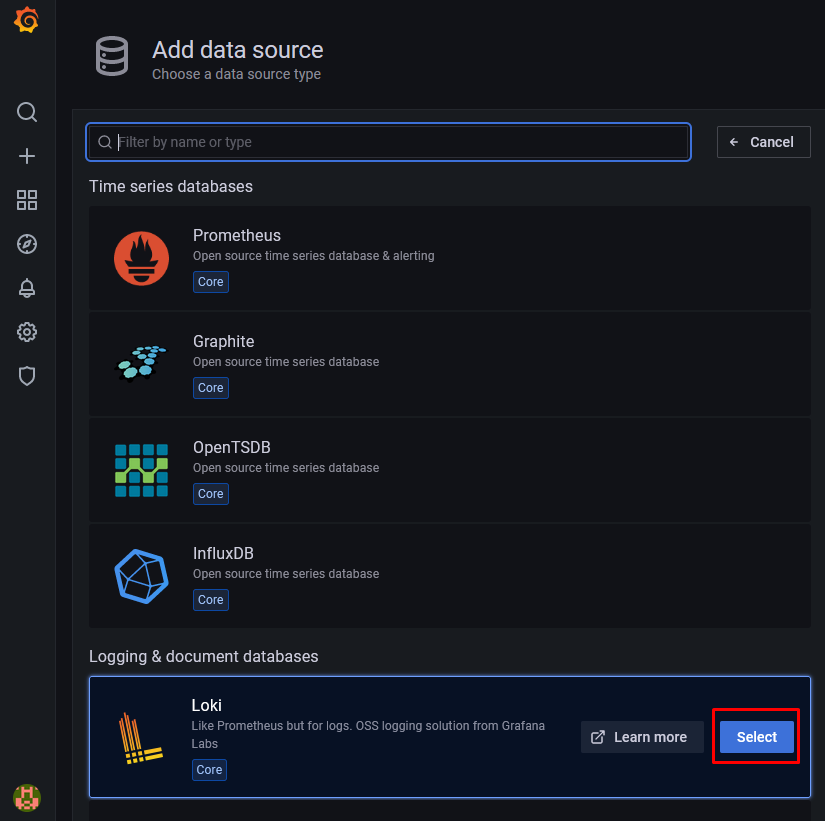 Add data source
Choose a data source type
Filter by name or type
Cancel
Time series databases
Prometheus
Open source time series database & alerting
Core
Graphite
Open source time series database
Core
OpenTSDB
Open source time series database
Core
InfluxDB
Open source time series database
Core
Logging & document databases
Loki
Like Prometheus but for logs. OSS logging solution from Grafana
Labs
Core
Learn more
Select